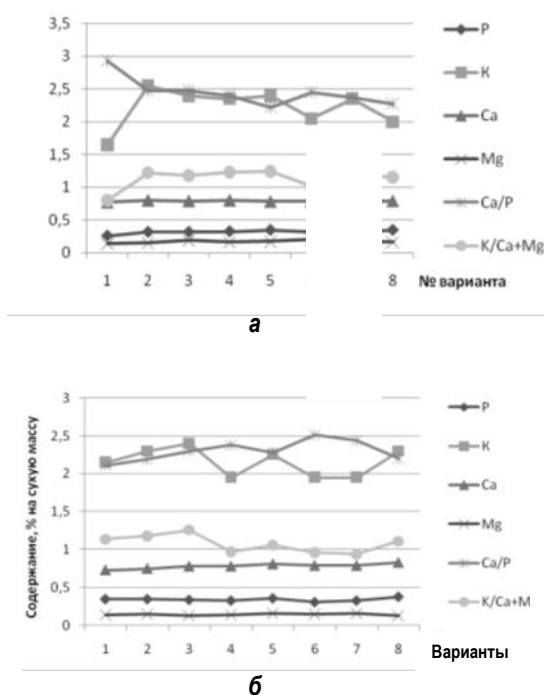 3,5
3
2,5
2
1,5
1
0,5
0
1 2 3 4 5 8 № варианта
P
K
Ca
Mg
Ca/P
K/Ca+Mg
а
Содержание, % на сухую массу
3
2,5
2
1,5
1
0,5
0
1 2 3 4 5 6 7 8 Варианты
P
K
Ca
Mg
Ca/P
K/Ca+M
б